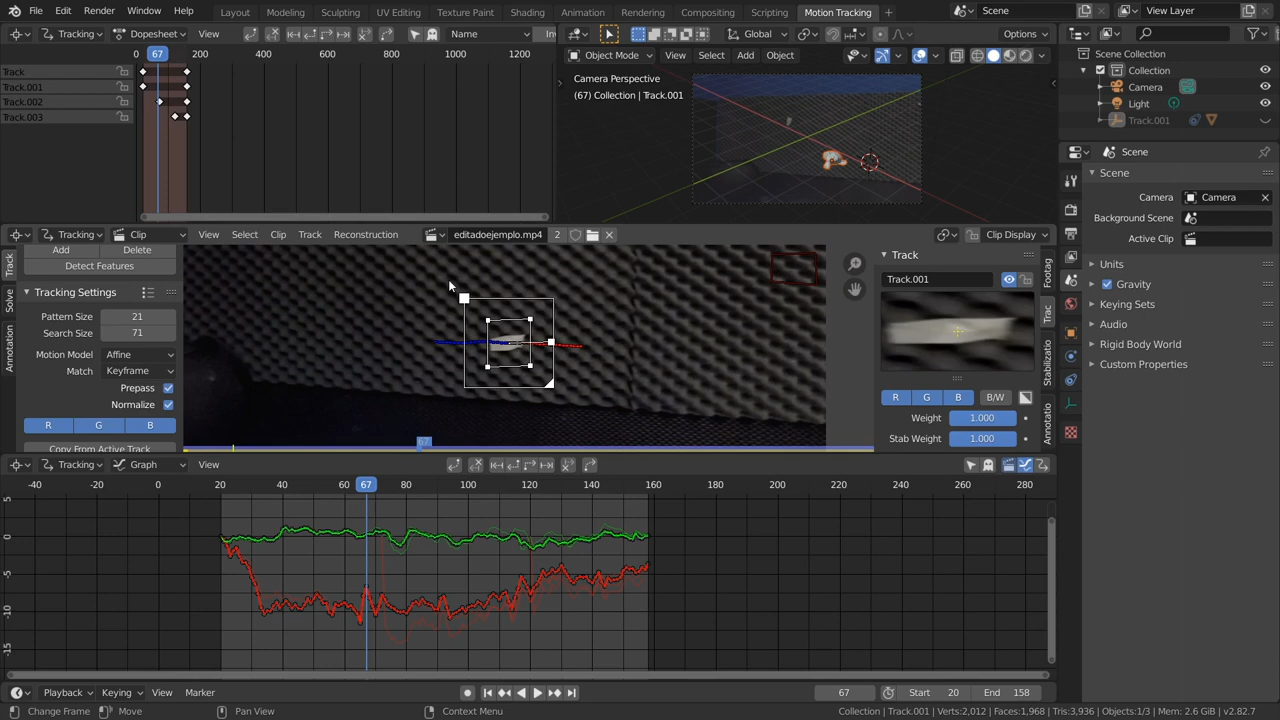 File Edit Render Window Help Layout Modeling Sculpting UV Editing Texture Paint Shading Animation Rendering Compositing Scripting Motion Tracking Scene View Layer
Tracking Dopesheet View Name Inv
0 67 200 400 600 800 1000 1200
Track
Track.001
Track.002
Track.003
Global Options
Object Mode View Select Add Object
Camera Perspective
(67) Collection | Track.001
Scene Collection
Collection
Camera
Light
Track.001
Scene
Scene
Camera Camera
Background Scene
Active Clip
Units
Gravity
Keying Sets
Audio
Rigid Body World
Custom Properties
Tracking Clip View Select Clip Track Reconstruction editadoejemplo.mp4 2 Clip Display
Track
Annotation
Add Delete
Detect Features
Tracking Settings
Pattern Size 21
Search Size 71
Motion Model Affine
Match Keyframe
Prepass
Normalize
R G B
Copy From Active Track
67
Track
Track.001
R G B B/W
Weight 1.000
Stab Weight 1.000
Footag
Trac
Stabilizatio
Annotatio
Tracking Graph View
-40 -20 0 20 40 60 67 80 100 120 140 160 180 200 220 240 260 280
5
0
-5
-10
-15
Playback Keying View Marker 67 Start 20 End 158
Change Frame Move Pan View Context Menu Collection | Track.001 | Verts:2,012 | Faces:1,968 | Tris:3,936 | Objects:1/3 | Mem: 2.6 GiB | v2.82.7